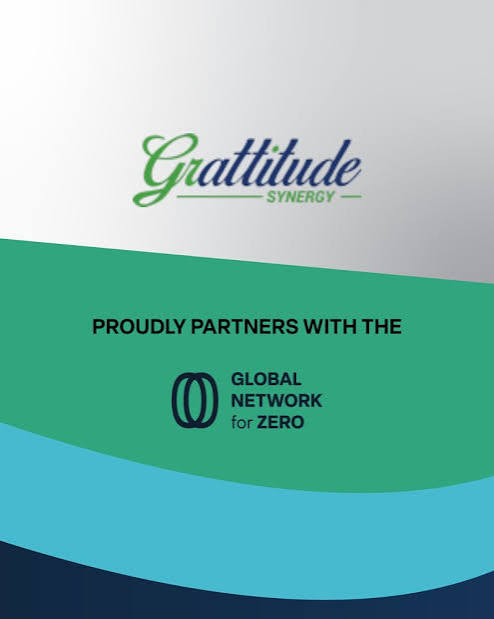 Grattitude
SYNERGY
PROUDLY PARTNERS WITH THE
GLOBAL
NETWORK
for ZERO